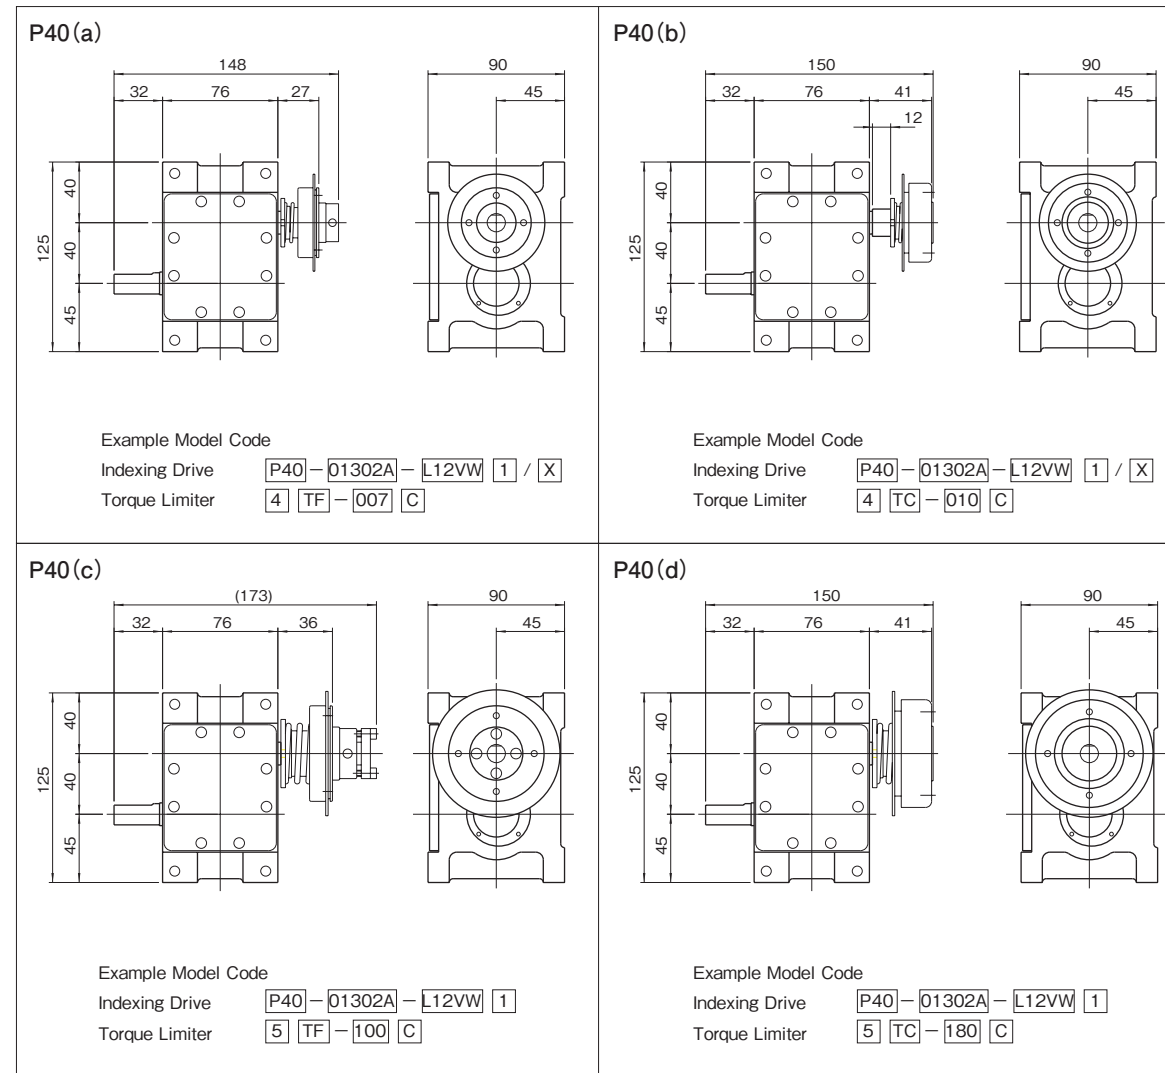 P40(a)
148
32 76 27
90
45
125
40
40
45
Example Model Code
Indexing Drive P40 - 01302A - L12VW 1 / X
Torque Limiter 4 TF - 007 C
P40(b)
150
32 76 41
12
90
45
125
40
40
45
Example Model Code
Indexing Drive P40 - 01302A - L12VW 1 / X
Torque Limiter 4 TC - 010 C
P40(c)
(173)
32 76 36
90
45
125
40
40
45
Example Model Code
Indexing Drive P40 - 01302A - L12VW 1
Torque Limiter 5 TF - 100 C
P40(d)
150
32 76 41
90
45
125
40
40
45
Example Model Code
Indexing Drive P40 - 01302A - L12VW 1
Torque Limiter 5 TC - 180 C